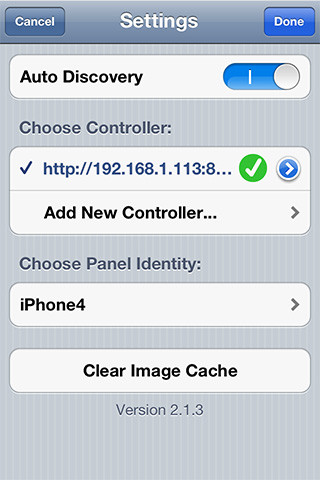 Cancel Settings Done
Auto Discovery
Choose Controller:
http://192.168.1.113:8...
Add New Controller...
Choose Panel Identity:
iPhone4
Clear Image Cache
Version 2.1.3